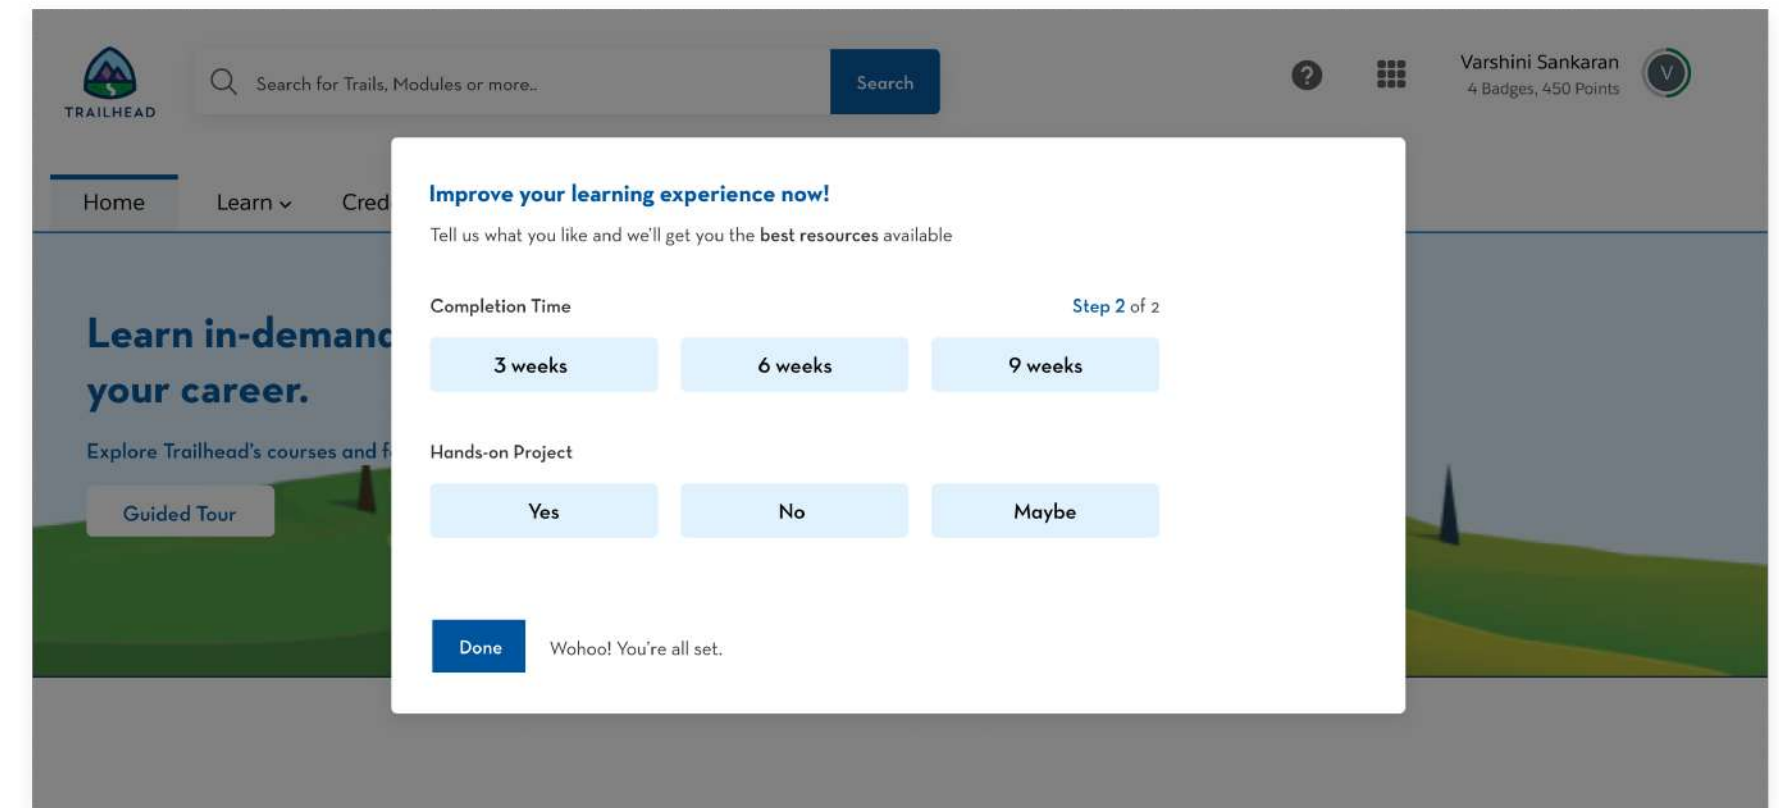 TRAILHEAD
Search for Trails, Modules or more..
Search
?
Varshini Sankaran
4 Badges, 450 Points
V
Home
Learn
Cred
Improve your learning experience now!
Tell us what you like and we'll get you the best resources available
Completion Time
Step 2 of 2
3 weeks
6 weeks
9 weeks
Hands-on Project
Yes
No
Maybe
Done
Wohoo! You're all set.
Learn in-demand
your career.
Explore Trailhead's courses and f
Guided Tour